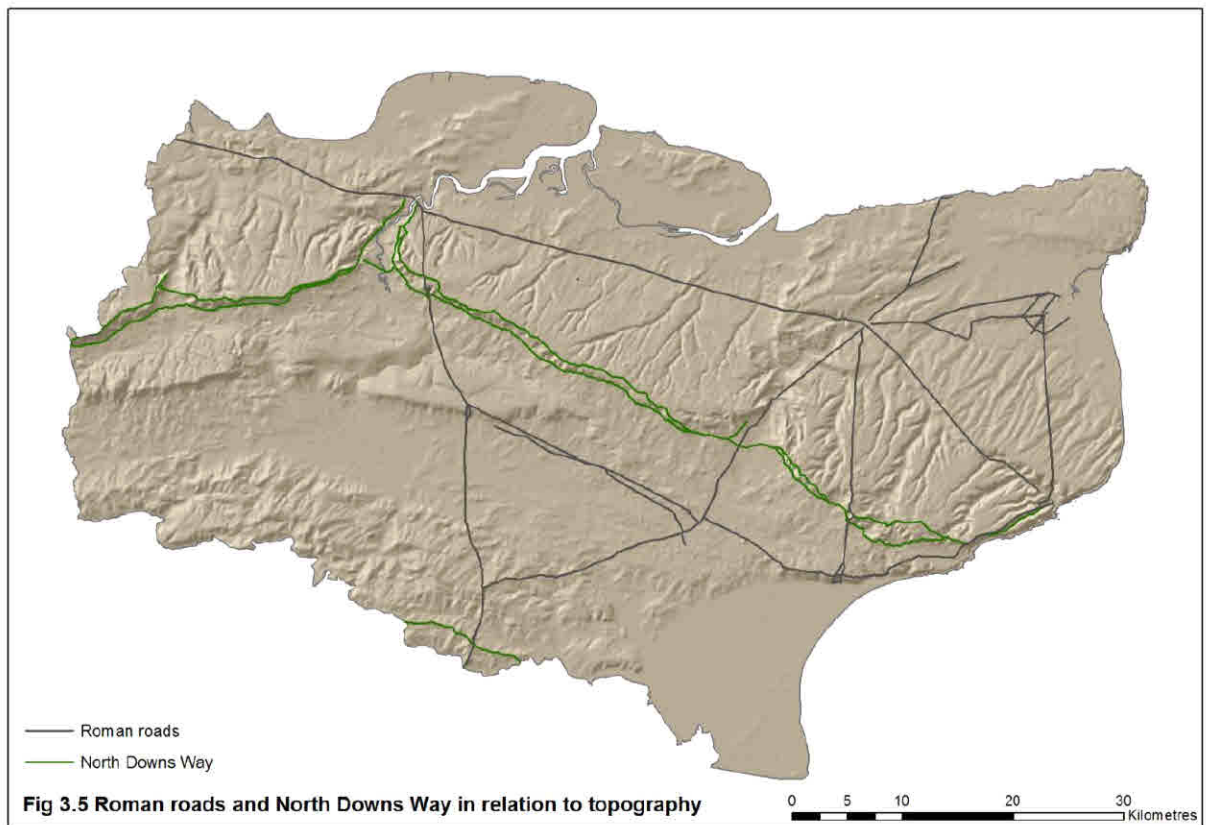 Roman roads
North Downs Way
Fig 3.5 Roman roads and North Downs Way in relation to topography
0 5 10 20 30
Kilometres